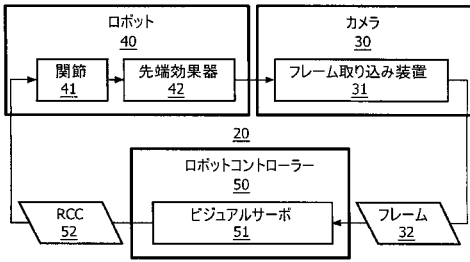 ロボット
40
関節
41
先端効果器
42
カメラ
30
フレーム取り込み装置
31
20
ロボットコントローラー
50
ビジュアルサーボ
51
RCC
52
フレーム
32